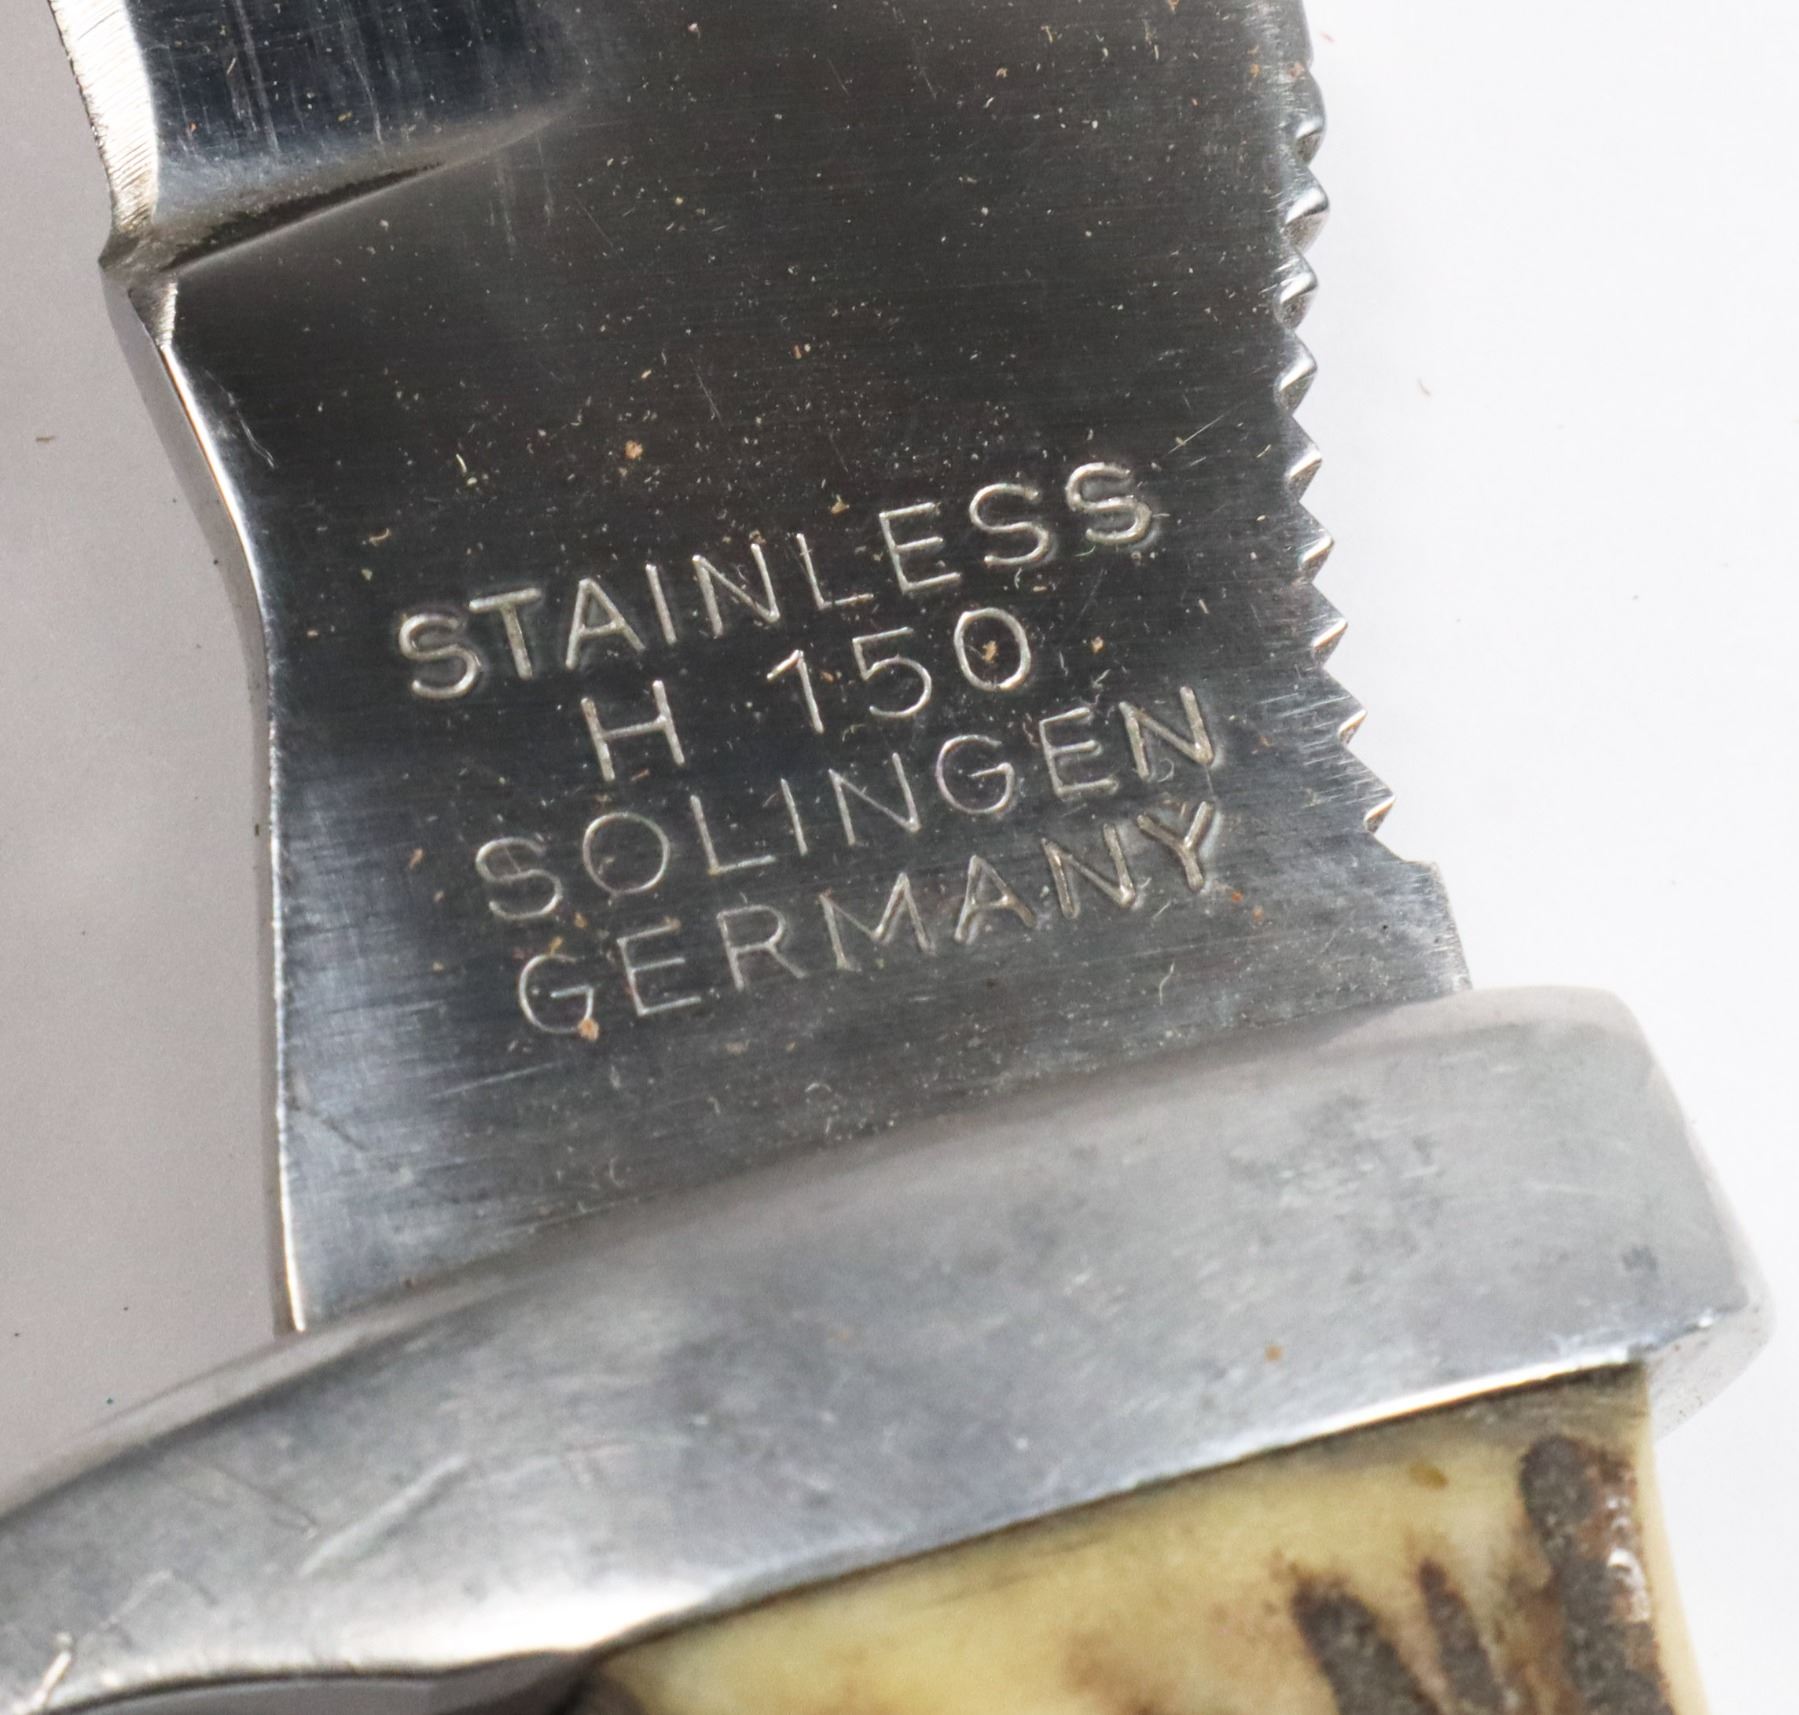 STAINLESS
H 150
SOLINGEN
GERMANY